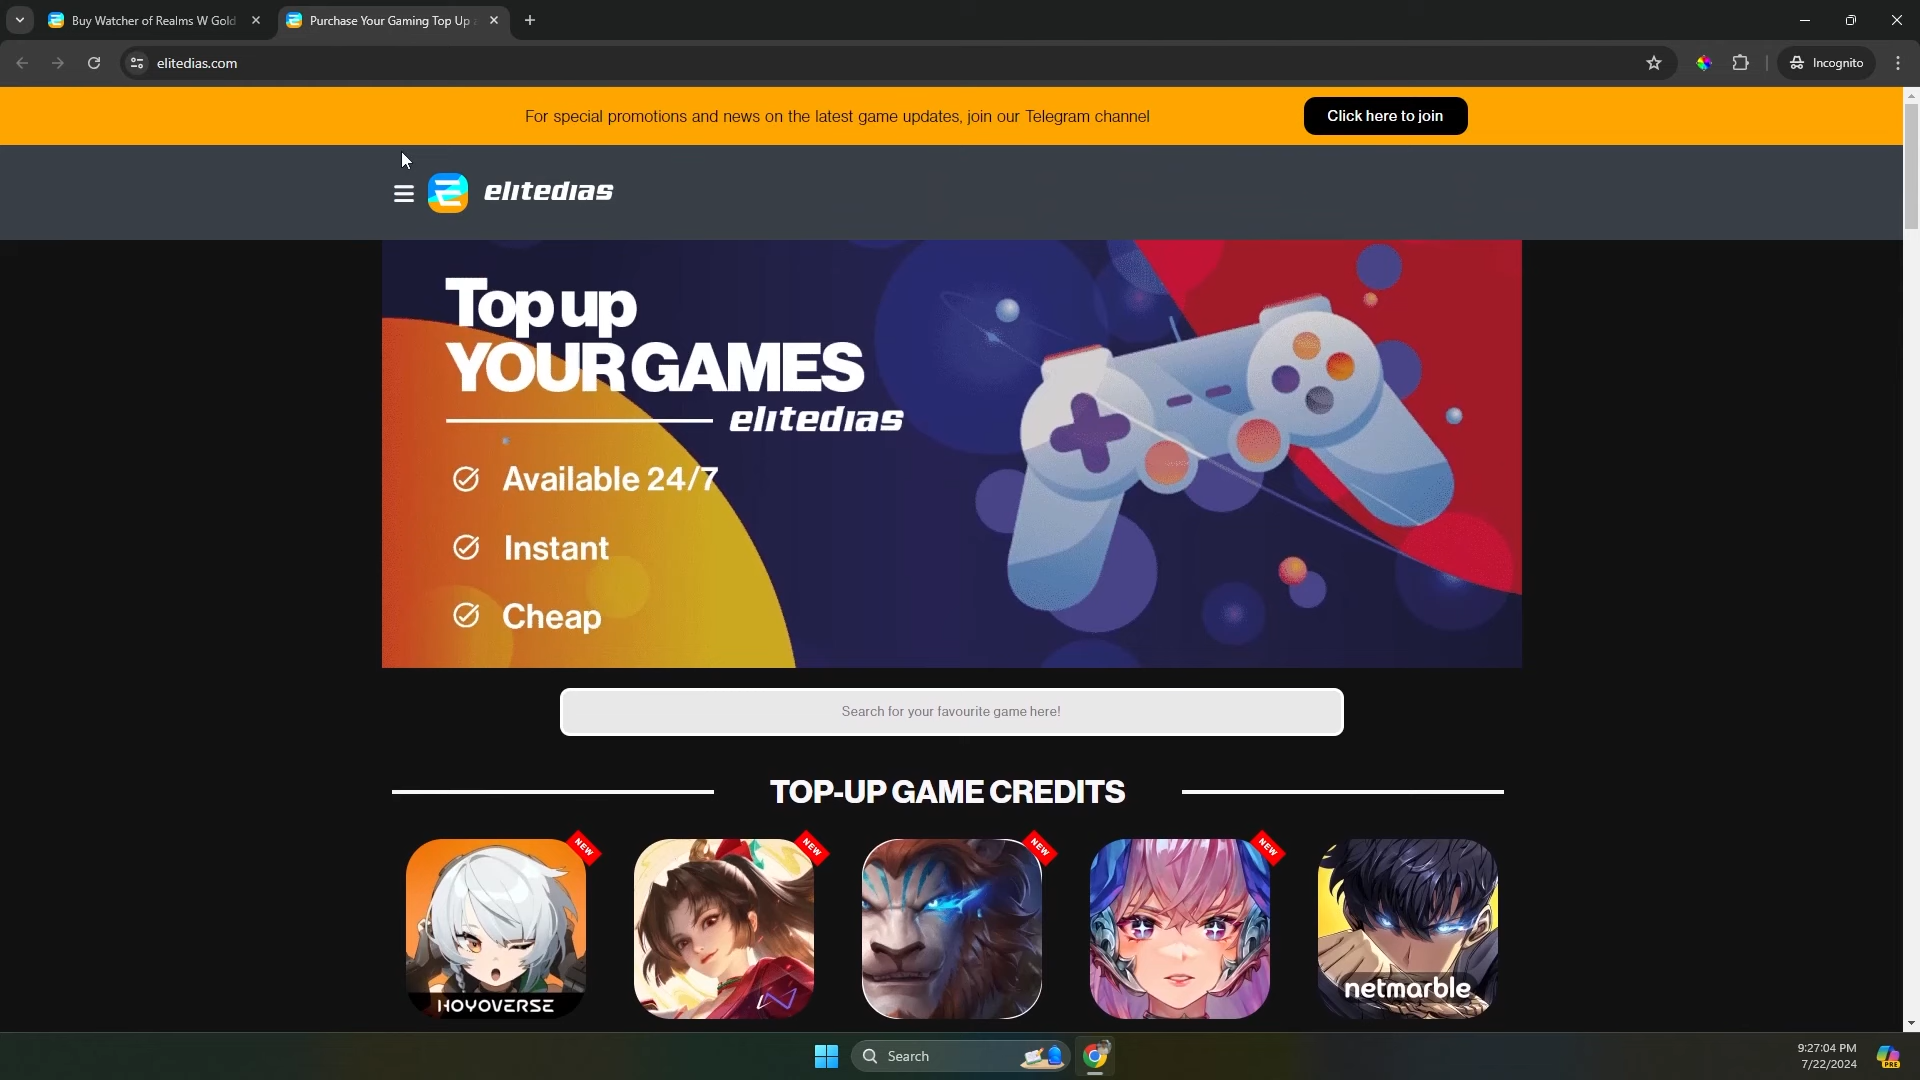 Buy Watcher of Realms W Gold
Purchase Your Gaming Top Up
elitedias.com
Incognito
For special promotions and news on the latest game updates, join our Telegram channel
Click here to join
elitedias
Top up
YOUR GAMES
elitedias
Available 24/7
Instant
Cheap
Search for your favourite game here!
TOP-UP GAME CREDITS
NEW
NEW
NEW
NEW
HOYOVERSE
netmarble
Search
9:27:04 PM
7/22/2024
PRE